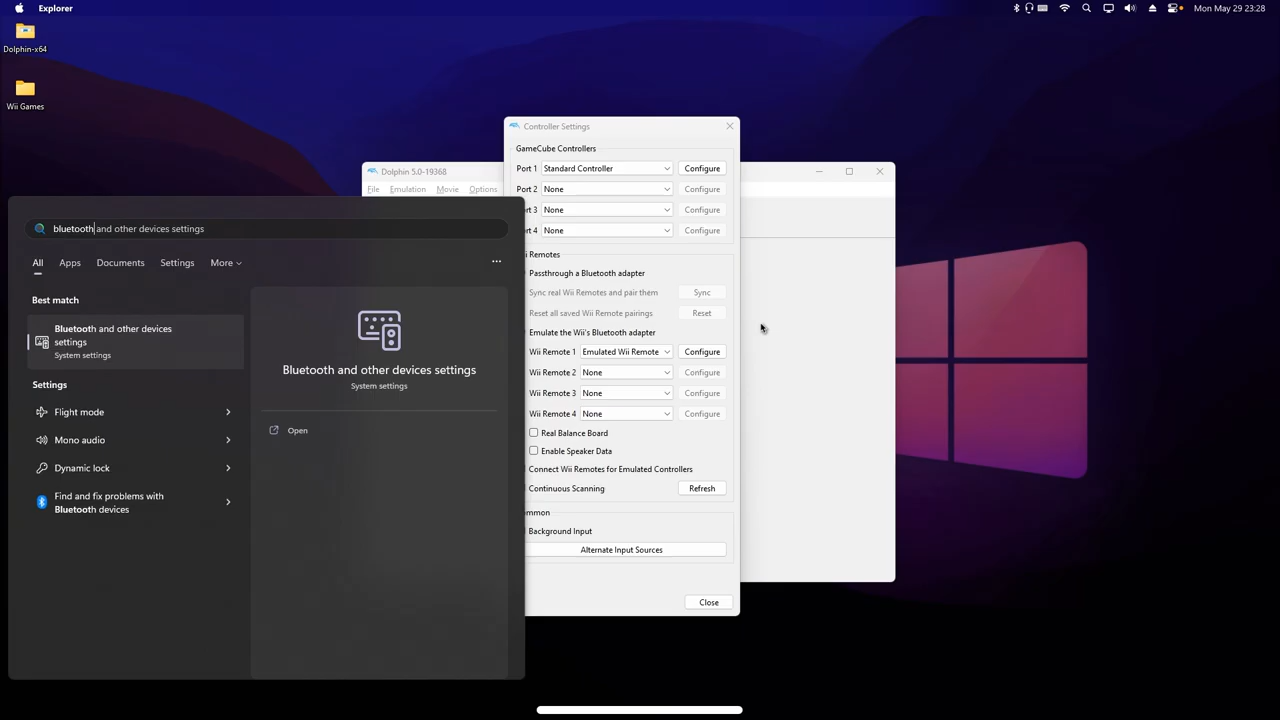 Explorer
Mon May 29 23:28
Dolphin-x64
Wii Games
Controller Settings
GameCube Controllers
Port 1 Standard Controller Configure
Port 2 None Configure
Port 3 None Configure
4 None Configure
Dolphin 5.0-19368
File Emulation Movie Options
Remotes
Passthrough a Bluetooth adapter
Sync real Wii Remotes and pair them Sync
Reset all saved Wii Remote pairings Reset
Emulate the Wii's Bluetooth adapter
Wii Remote 1 Emulated Wii Remote Configure
Wii Remote 2 None Configure
Wii Remote 3 None Configure
Wii Remote 4 None Configure
Real Balance Board
Enable Speaker Data
Connect Wii Remotes for Emulated Controllers
Continuous Scanning Refresh
Background Input
Alternate Input Sources
Close
bluetooth and other devices settings
All Apps Documents Settings More
Best match
Bluetooth and other devices
settings
System settings
Settings
Flight mode
Mono audio
Dynamic lock
Find and fix problems with
Bluetooth devices
Bluetooth and other devices settings
System settings
Open